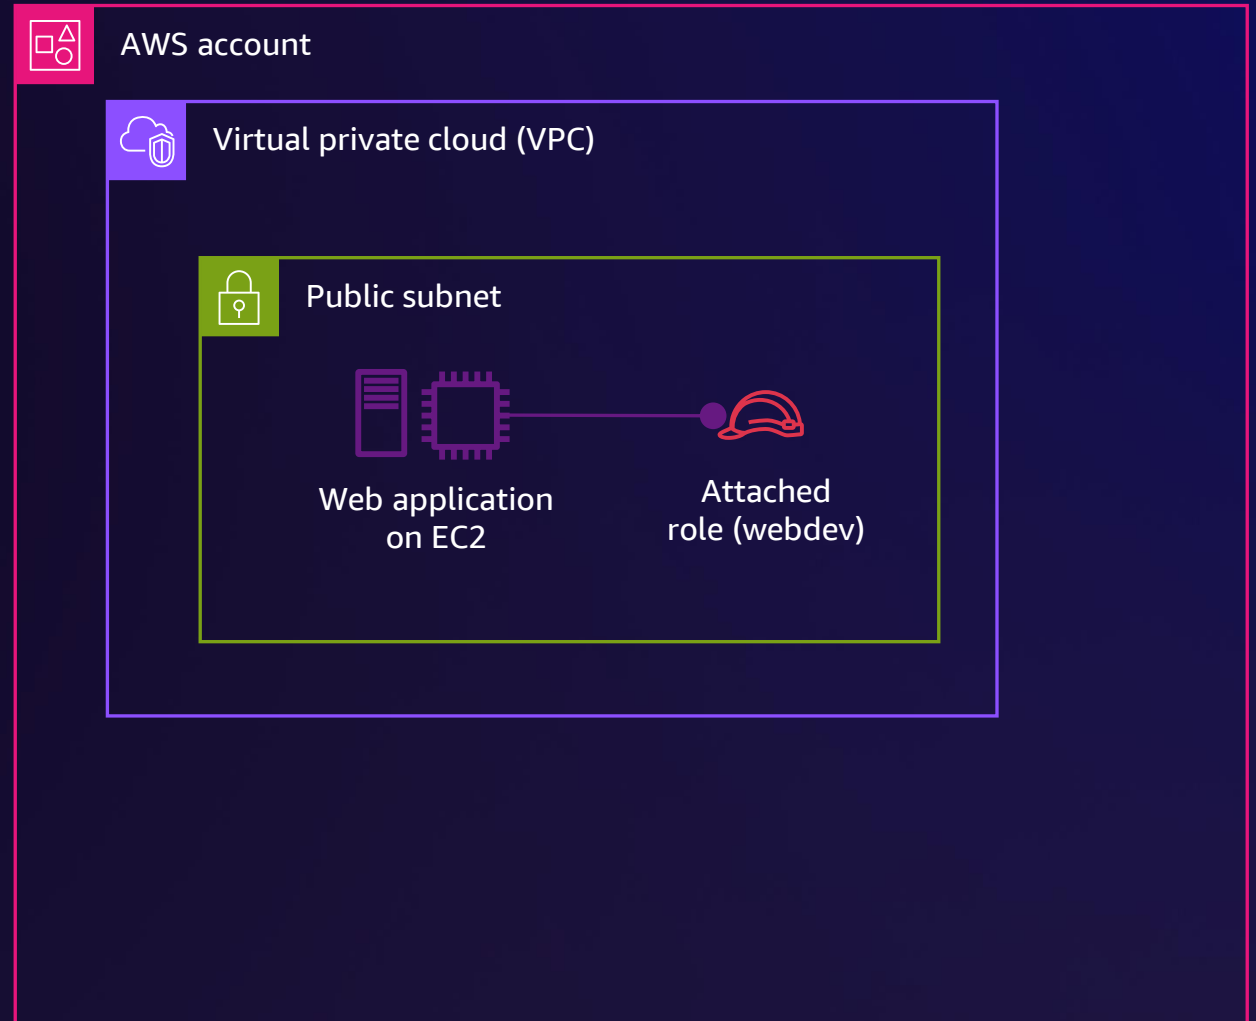 AWS account
Virtual private cloud (VPC)
Public subnet
Web application
on EC2
Attached
role (webdev)